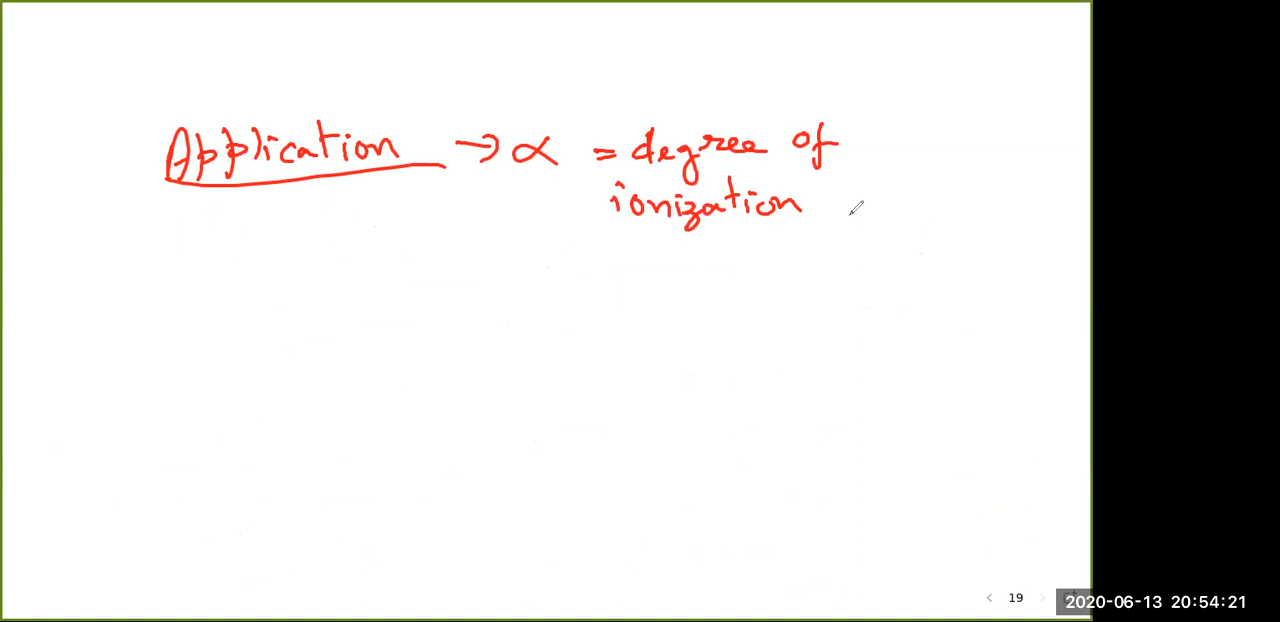 Application → α = degree of
ionization
< 19 >
2020-06-13 20:54:21